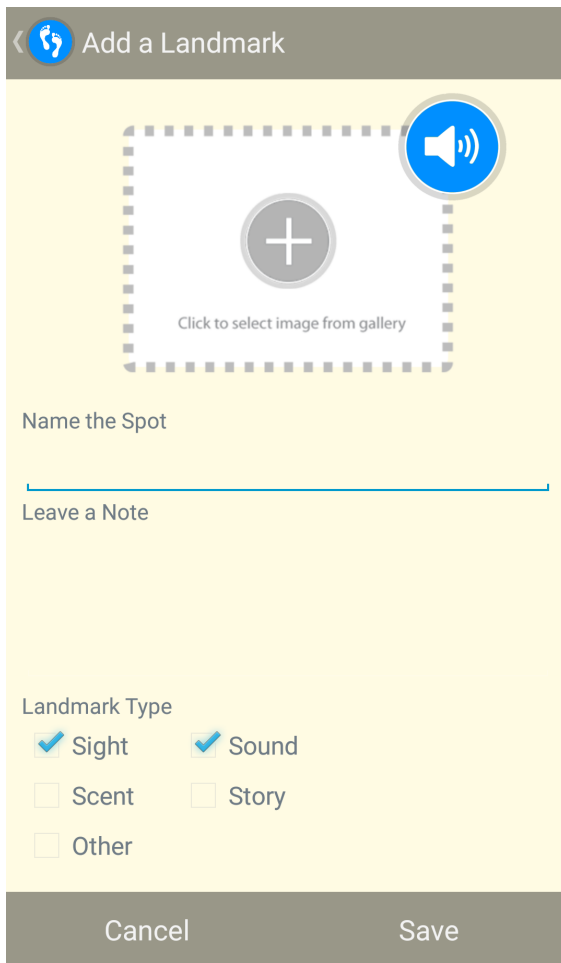 Add a Landmark
Click to select image from gallery
Name the Spot
Leave a Note
Landmark Type
Sight Sound
Scent Story
Other
Cancel Save